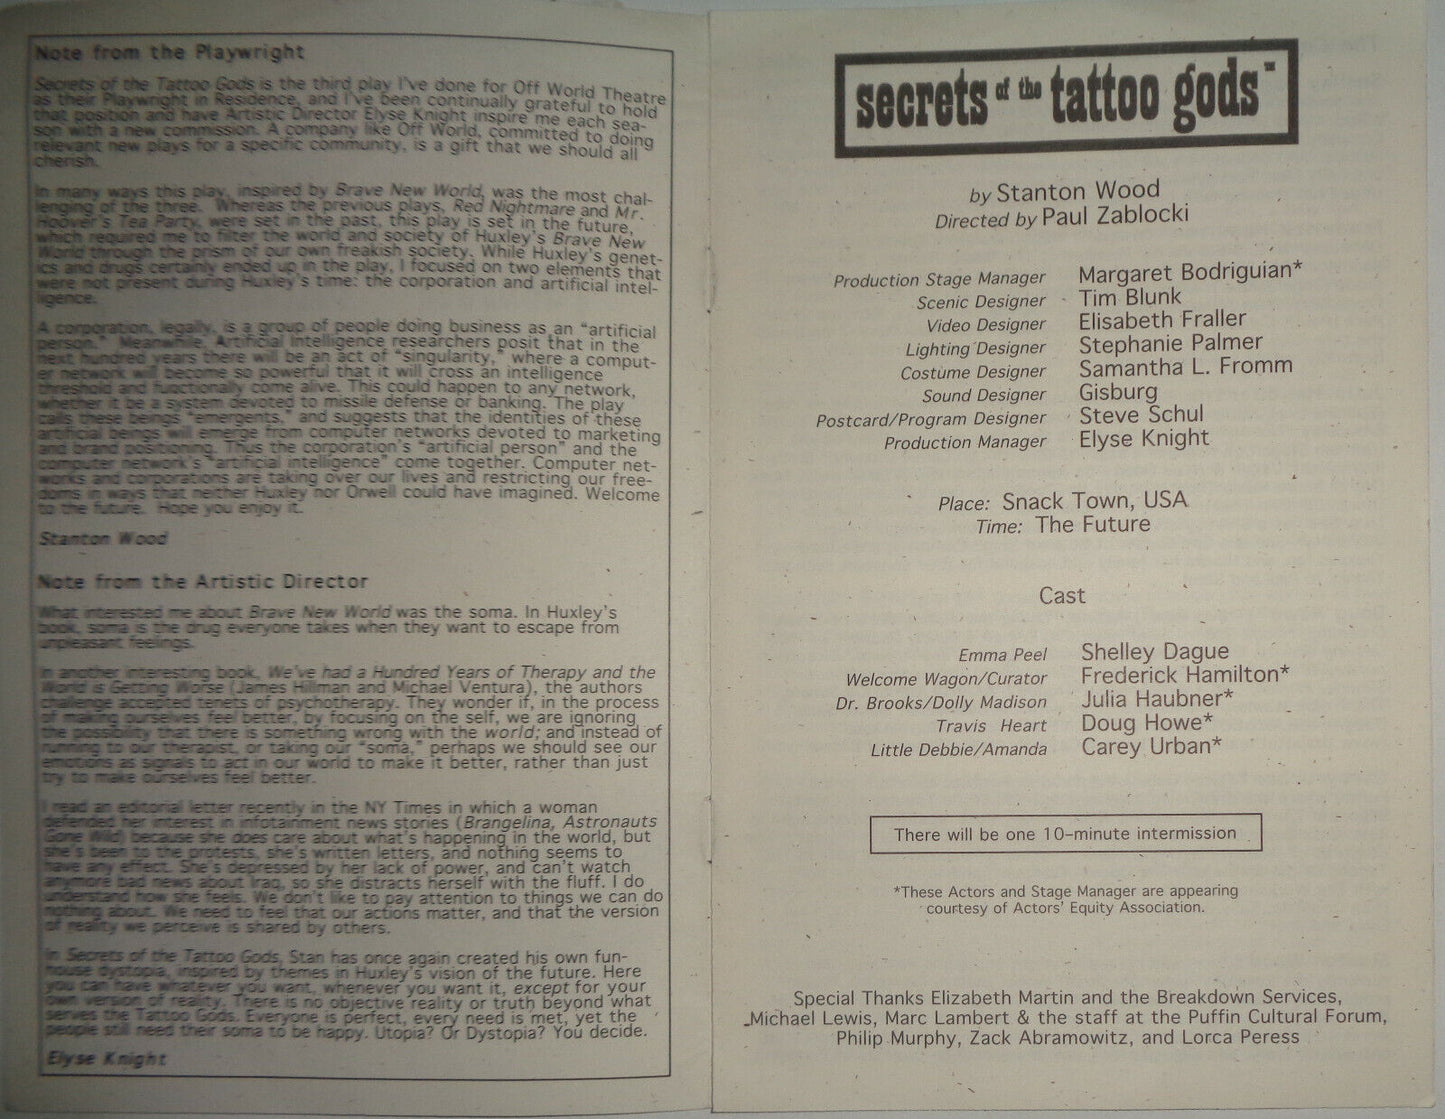 Note from the Playwright
Secrets of the Tattoo Gods is the third play I've done for Off World Theatre
as their Playwright in Residence, and I've been continually grateful to hold
that position and have Artistic Director Elyse Knight inspire me each sea-
son with a new commission. A company like Off World, committed to doing
relevant new plays for a specific community, is a gift that we should all
cherish.
In many ways this play, inspired by Brave New World, was the most chal-
lenging of the three. Whereas the previous plays, Red Nightmare and Mr.
Hoover's Tea Party, were set in the past, this play is set in the future,
which required me to filter the world and society of Huxley's Brave New
World through the prism of our own freakish society. While Huxley's genet-
ics and drugs certainly ended up in the play, I focused on two elements that
were not present during Huxley's time: the corporation and artificial intel-
ligence.
A corporation, legally, is a group of people doing business as an "artificial
person." Meanwhile, Artificial Intelligence researchers posit that in the
next hundred years there will be an act of "singularity," where a comput-
er network will become so powerful that it will cross an intelligence
threshold and functionally come alive. This could happen to any network,
whether it be a system devoted to missile defense or banking. The play
calls these beings "emergents," and suggests that the identities of these
artificial beings will emerge from computer networks devoted to marketing
and brand positioning. Thus the corporation's "artificial person" and the
computer network's "artificial intelligence" come together. Computer net-
works and corporations are taking over our lives and restricting our free-
doms in ways that neither Huxley nor Orwell could have imagined. Welcome
to the future. Hope you enjoy it.
Stanton Wood
Note from the Artistic Director
What interested me about Brave New World was the soma. In Huxley's
book, soma is the drug everyone takes when they want to escape from
unpleasant feelings.
In another interesting book, We've had a Hundred Years of Therapy and the
World is Getting Worse (James Hillman and Michael Ventura), the authors
challenge accepted tenets of psychotherapy. They wonder if, in the process
of making ourselves feel better, by focusing on the self, we are ignoring
the possibility that there is something wrong with the world; and instead of
running to our therapist, or taking our "soma," perhaps we should see our
emotions as signals to act in our world to make it better, rather than just
try to make ourselves feel better.
I read an editorial letter recently in the NY Times in which a woman
defended her interest in infotainment news stories (Brangelina, Astronauts
Gone Wild) because she does care about what's happening in the world, but
she's been to the protests, she's written letters, and nothing seems to
have any effect. She's depressed by her lack of power, and can't watch
anymore bad news about Iraq, so she distracts herself with the fluff. I do
understand how she feels. We don't like to pay attention to things we can do
nothing about. We need to feel that our actions matter, and that the version
of reality we perceive is shared by others.
In Secrets of the Tattoo Gods, Stan has once again created his own fun-
house dystopia, inspired by themes in Huxley's vision of the future. Here
you can have whatever you want, whenever you want it, except for your
own version of reality. There is no objective reality or truth beyond what
serves the Tattoo Gods. Everyone is perfect, every need is met, yet the
people still need their soma to be happy. Utopia? Or Dystopia? You decide.
Elyse Knight
secrets of the tattoo gods™
by Stanton Wood
Directed by Paul Zablocki
Production Stage Manager Margaret Bodriguian*
Scenic Designer Tim Blunk
Video Designer Elisabeth Fraller
Lighting Designer Stephanie Palmer
Costume Designer Samantha L. Fromm
Sound Designer Gisburg
Postcard/Program Designer Steve Schul
Production Manager Elyse Knight
Place: Snack Town, USA
Time: The Future
Cast
Emma Peel Shelley Dague
Welcome Wagon/Curator Frederick Hamilton*
Dr. Brooks/Dolly Madison Julia Haubner*
Travis Heart Doug Howe*
Little Debbie/Amanda Carey Urban*
There will be one 10-minute intermission
*These Actors and Stage Manager are appearing
courtesy of Actors' Equity Association.
Special Thanks Elizabeth Martin and the Breakdown Services,
Michael Lewis, Marc Lambert & the staff at the Puffin Cultural Forum,
Philip Murphy, Zack Abramowitz, and Lorca Peress